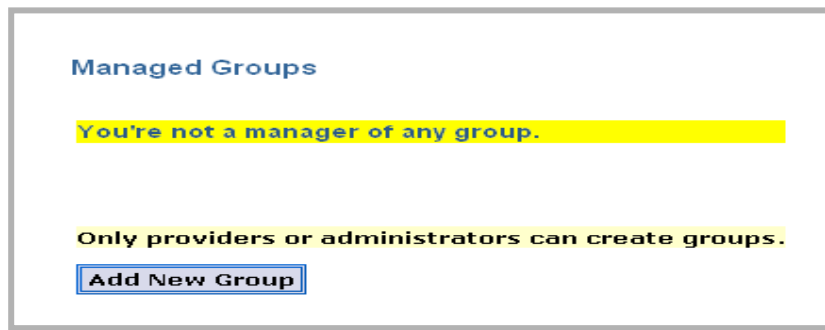 Managed Groups
You're not a manager of any group.
Only providers or administrators can create groups.
Add New Group